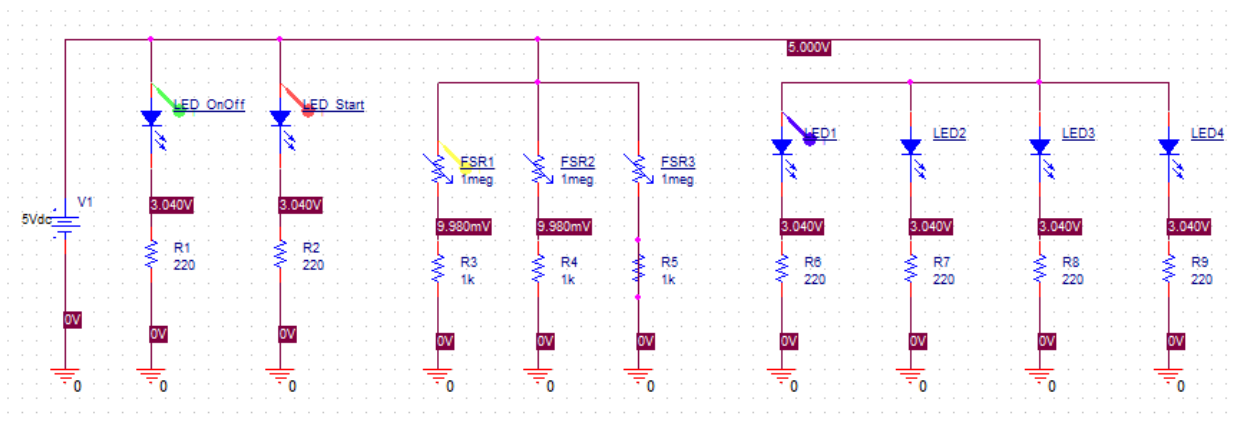 5.000V
LED_OnOff
LED_Start
FSR1
1meg
FSR2
1meg
FSR3
1meg
LED1
LED2
LED3
LED4
V1
5Vdc
3.040V
3.040V
9.980mV
9.980mV
3.040V
3.040V
3.040V
3.040V
R1
220
R2
220
R3
1k
R4
1k
R5
1k
R6
220
R7
220
R8
220
R9
220
0V
0V
0V
0V
0V
0V
0V
0V
0V
0V
0
0
0
0
0
0
0
0
0
0